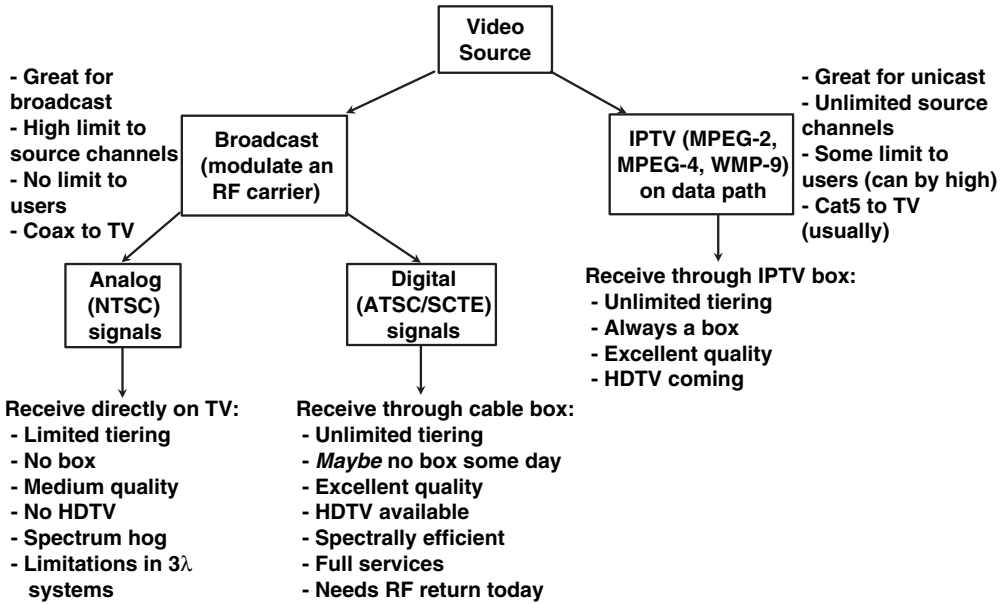 Video
Source
- Great for
broadcast
- High limit to
source channels
- No limit to
users
- Coax to TV
Broadcast
(modulate an
RF carrier)
IPTV (MPEG-2,
MPEG-4, WMP-9)
on data path
- Great for unicast
- Unlimited source
channels
- Some limit to
users (can by high)
- Cat5 to TV
(usually)
Analog
(NTSC)
signals
Digital
(ATSC/SCTE)
signals
Receive through IPTV box:
- Unlimited tiering
- Always a box
- Excellent quality
- HDTV coming
Receive directly on TV:
- Limited tiering
- No box
- Medium quality
- No HDTV
- Spectrum hog
- Limitations in 3λ
systems
Receive through cable box:
- Unlimited tiering
- Maybe no box some day
- Excellent quality
- HDTV available
- Spectrally efficient
- Full services
- Needs RF return today